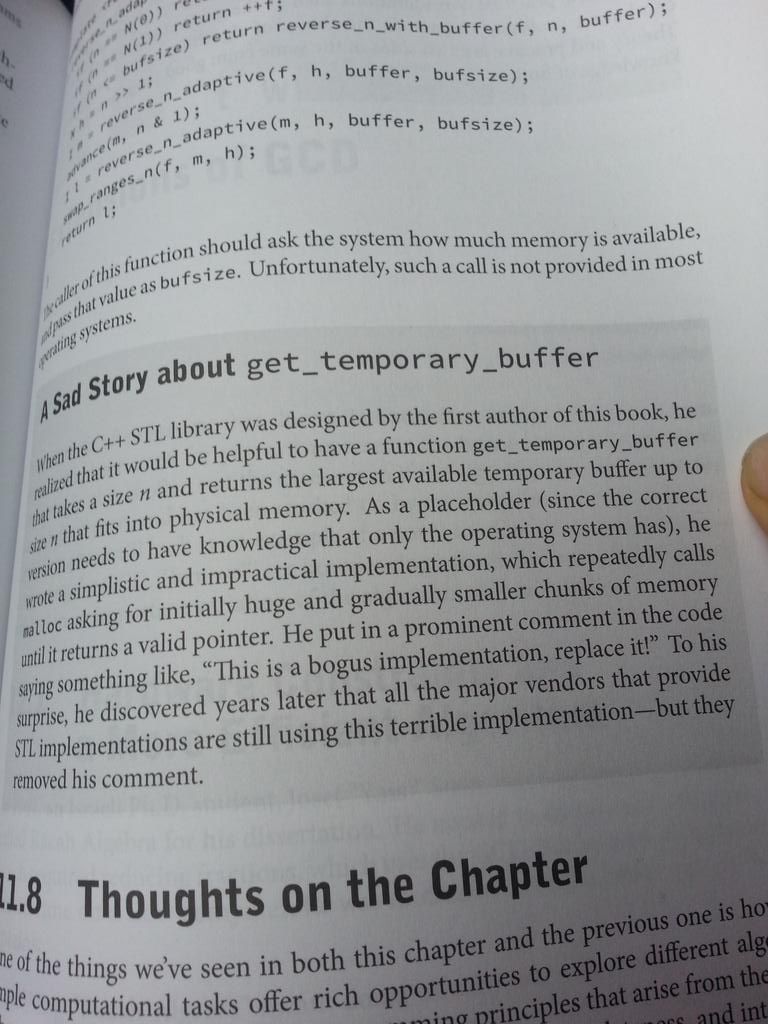 if (n == N(0)) return
if (n == N(1)) return ++f;
if (n <= bufsize) return reverse_n_with_buffer(f, n, buffer);
h = n >> 1;
m = reverse_n_adaptive(f, h, buffer, bufsize);
advance(m, n & 1);
l = reverse_n_adaptive(m, h, buffer, bufsize);
swap_ranges_n(f, m, h);
return l;
The caller of this function should ask the system how much memory is available,
and pass that value as bufsize. Unfortunately, such a call is not provided in most
operating systems.
A Sad Story about get_temporary_buffer
When the C++ STL library was designed by the first author of this book, he
realized that it would be helpful to have a function get_temporary_buffer
that takes a size n and returns the largest available temporary buffer up to
size n that fits into physical memory. As a placeholder (since the correct
version needs to have knowledge that only the operating system has), he
wrote a simplistic and impractical implementation, which repeatedly calls
malloc asking for initially huge and gradually smaller chunks of memory
until it returns a valid pointer. He put in a prominent comment in the code
saying something like, “This is a bogus implementation, replace it!” To his
surprise, he discovered years later that all the major vendors that provide
STL implementations are still using this terrible implementation—but they
removed his comment.
11.8 Thoughts on the Chapter
ne of the things we've seen in both this chapter and the previous one is ho
mple computational tasks offer rich opportunities to explore different alg
ming principles that arise from the
and int